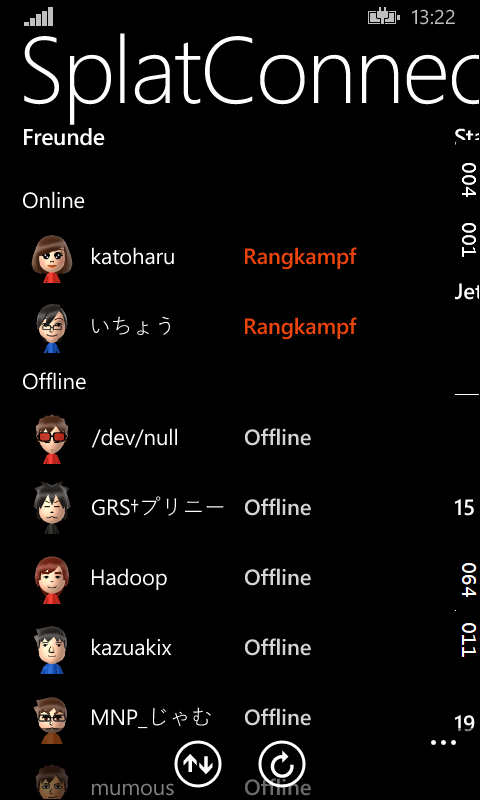 13:22
SplatConnec
Freunde
Online
katoharu Rangkampf
いちょう Rangkampf
Offline
/dev/null Offline
GRS†プリニー Offline
Hadoop Offline
kazuakix Offline
MNP_じゃむ Offline
mumous Offline
004
001
Jet
15
064
011
19